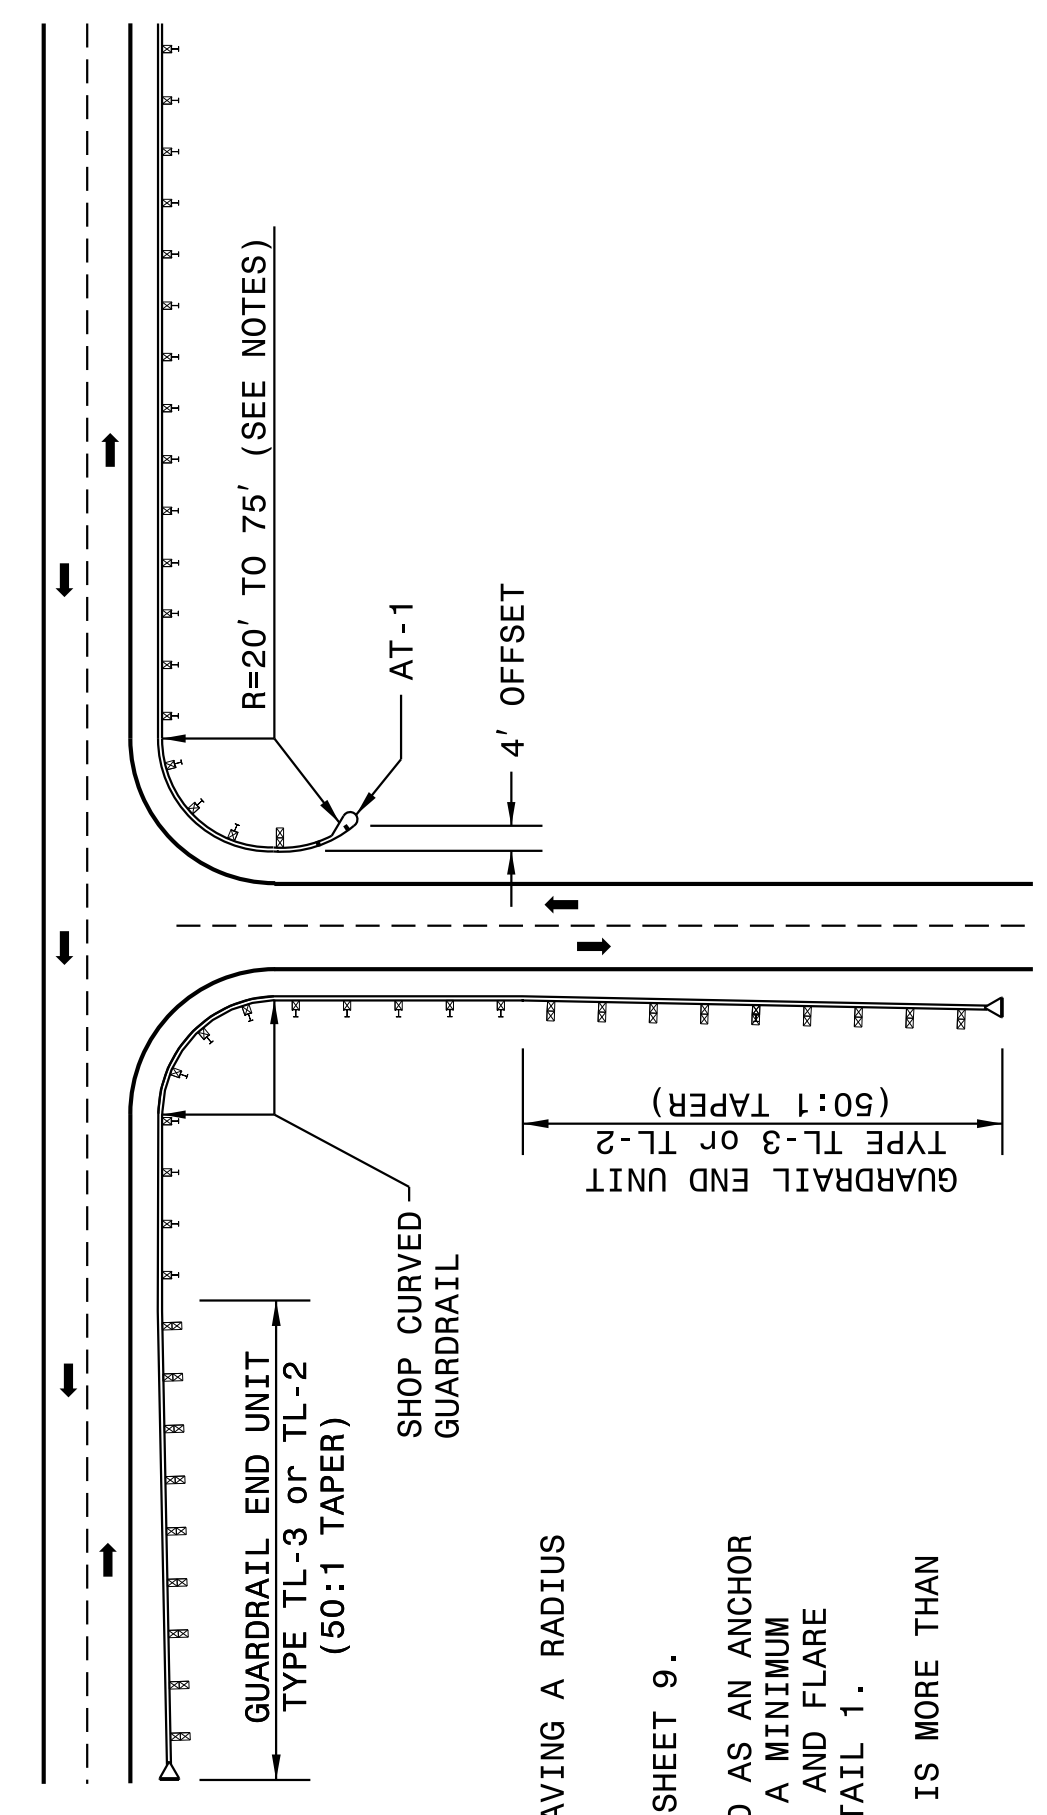 R=20' TO 75' (SEE NOTES)
AT-1
4' OFFSET
GUARDRAIL END UNIT
TYPE TL-3 or TL-2
(50:1 TAPER)
SHOP CURVED
GUARDRAIL
GUARDRAIL END UNIT
TYPE TL-3 or TL-2
(50:1 TAPER)
A RADIUS
SHEET 9.
AS AN ANCHOR
A MINIMUM
AND FLARE
1.
IS MORE THAN